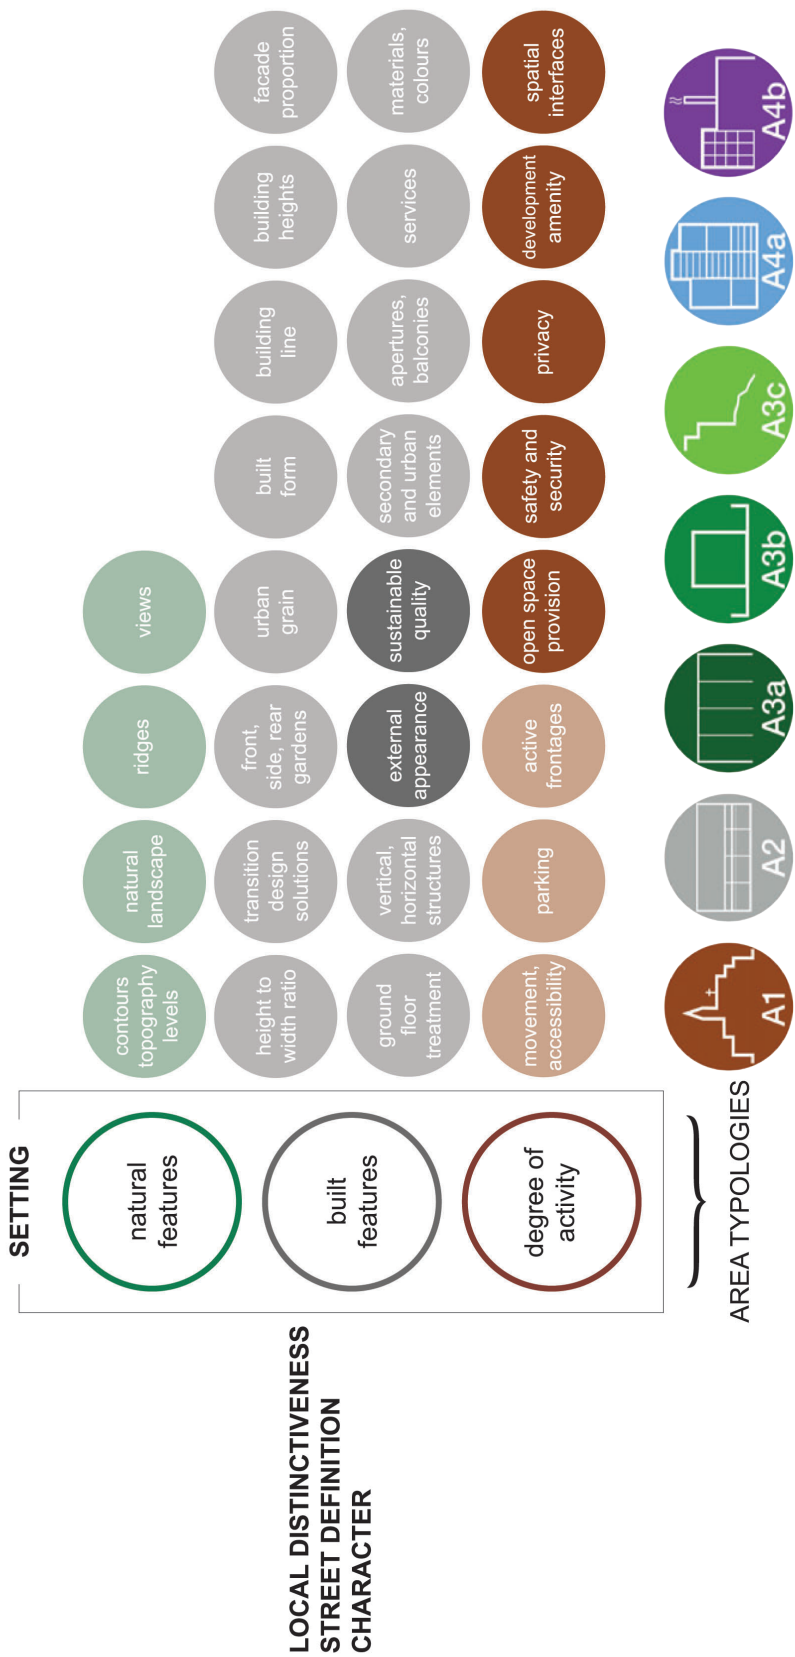 SETTING
LOCAL DISTINCTIVENESS
STREET DEFINITION
CHARACTER
natural
features
contours
topography
levels
natural
landscape
ridges
views
built
features
height to
width ratio
transition
design
solutions
front,
side, rear
gardens
urban
grain
built
form
building
line
building
heights
facade
proportion
ground
floor
treatment
vertical,
horizontal
structures
external
appearance
sustainable
quality
secondary
and urban
elements
apertures,
balconies
services
materials,
colours
degree of
activity
movement,
accessibility
parking
active
frontages
open space
provision
safety and
security
privacy
development
amenity
spatial
interfaces
AREA TYPOLOGIES
A1
A2
A3a
A3b
A3c
A4a
A4b